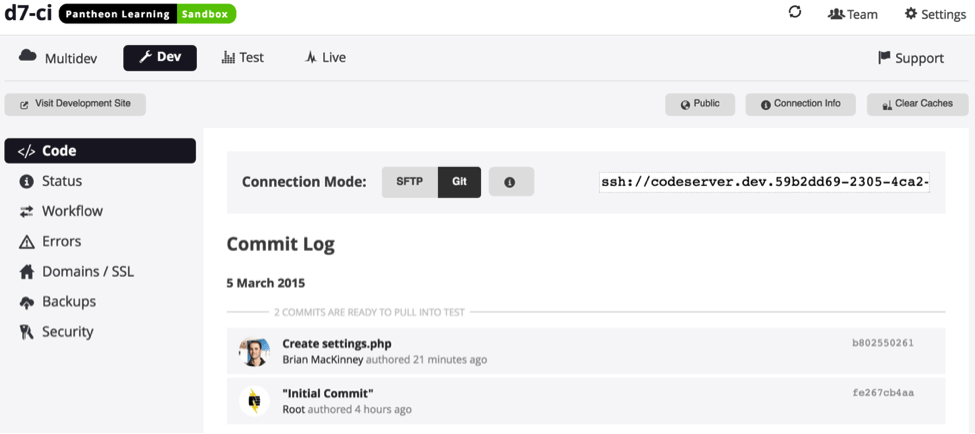 d7-ci Pantheon Learning Sandbox Team Settings
Multidev Dev Test Live Support
Visit Development Site Public Connection Info Clear Caches
</> Code
Status
Workflow
Errors
Domains / SSL
Backups
Security
Connection Mode: SFTP Git ssh://codeserver.dev.59b2dd69-2305-4ca2-
Commit Log
5 March 2015
2 COMMITS ARE READY TO PULL INTO TEST
Create settings.php b802550261
Brian MacKinney authored 21 minutes ago
"Initial Commit" fe267cb4aa
Root authored 4 hours ago